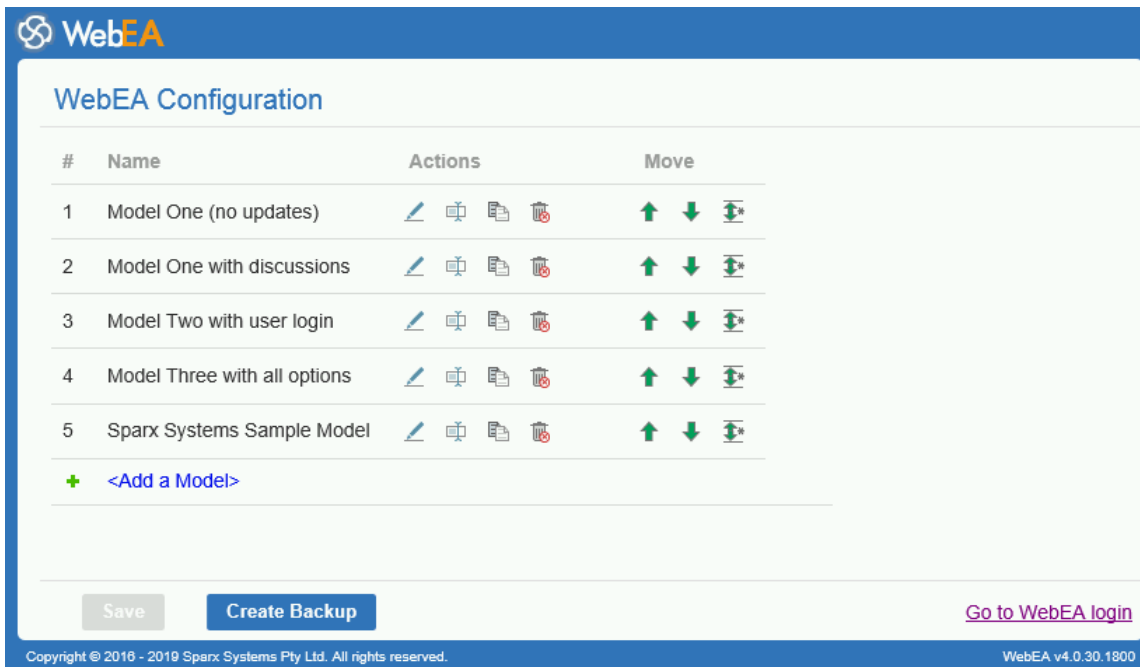 WebEA
WebEA Configuration
# Name Actions Move
1 Model One (no updates)
2 Model One with discussions
3 Model Two with user login
4 Model Three with all options
5 Sparx Systems Sample Model
<Add a Model>
Save Create Backup Go to WebEA login
Copyright © 2016 - 2019 Sparx Systems Pty Ltd. All rights reserved. WebEA v4.0.30.1800